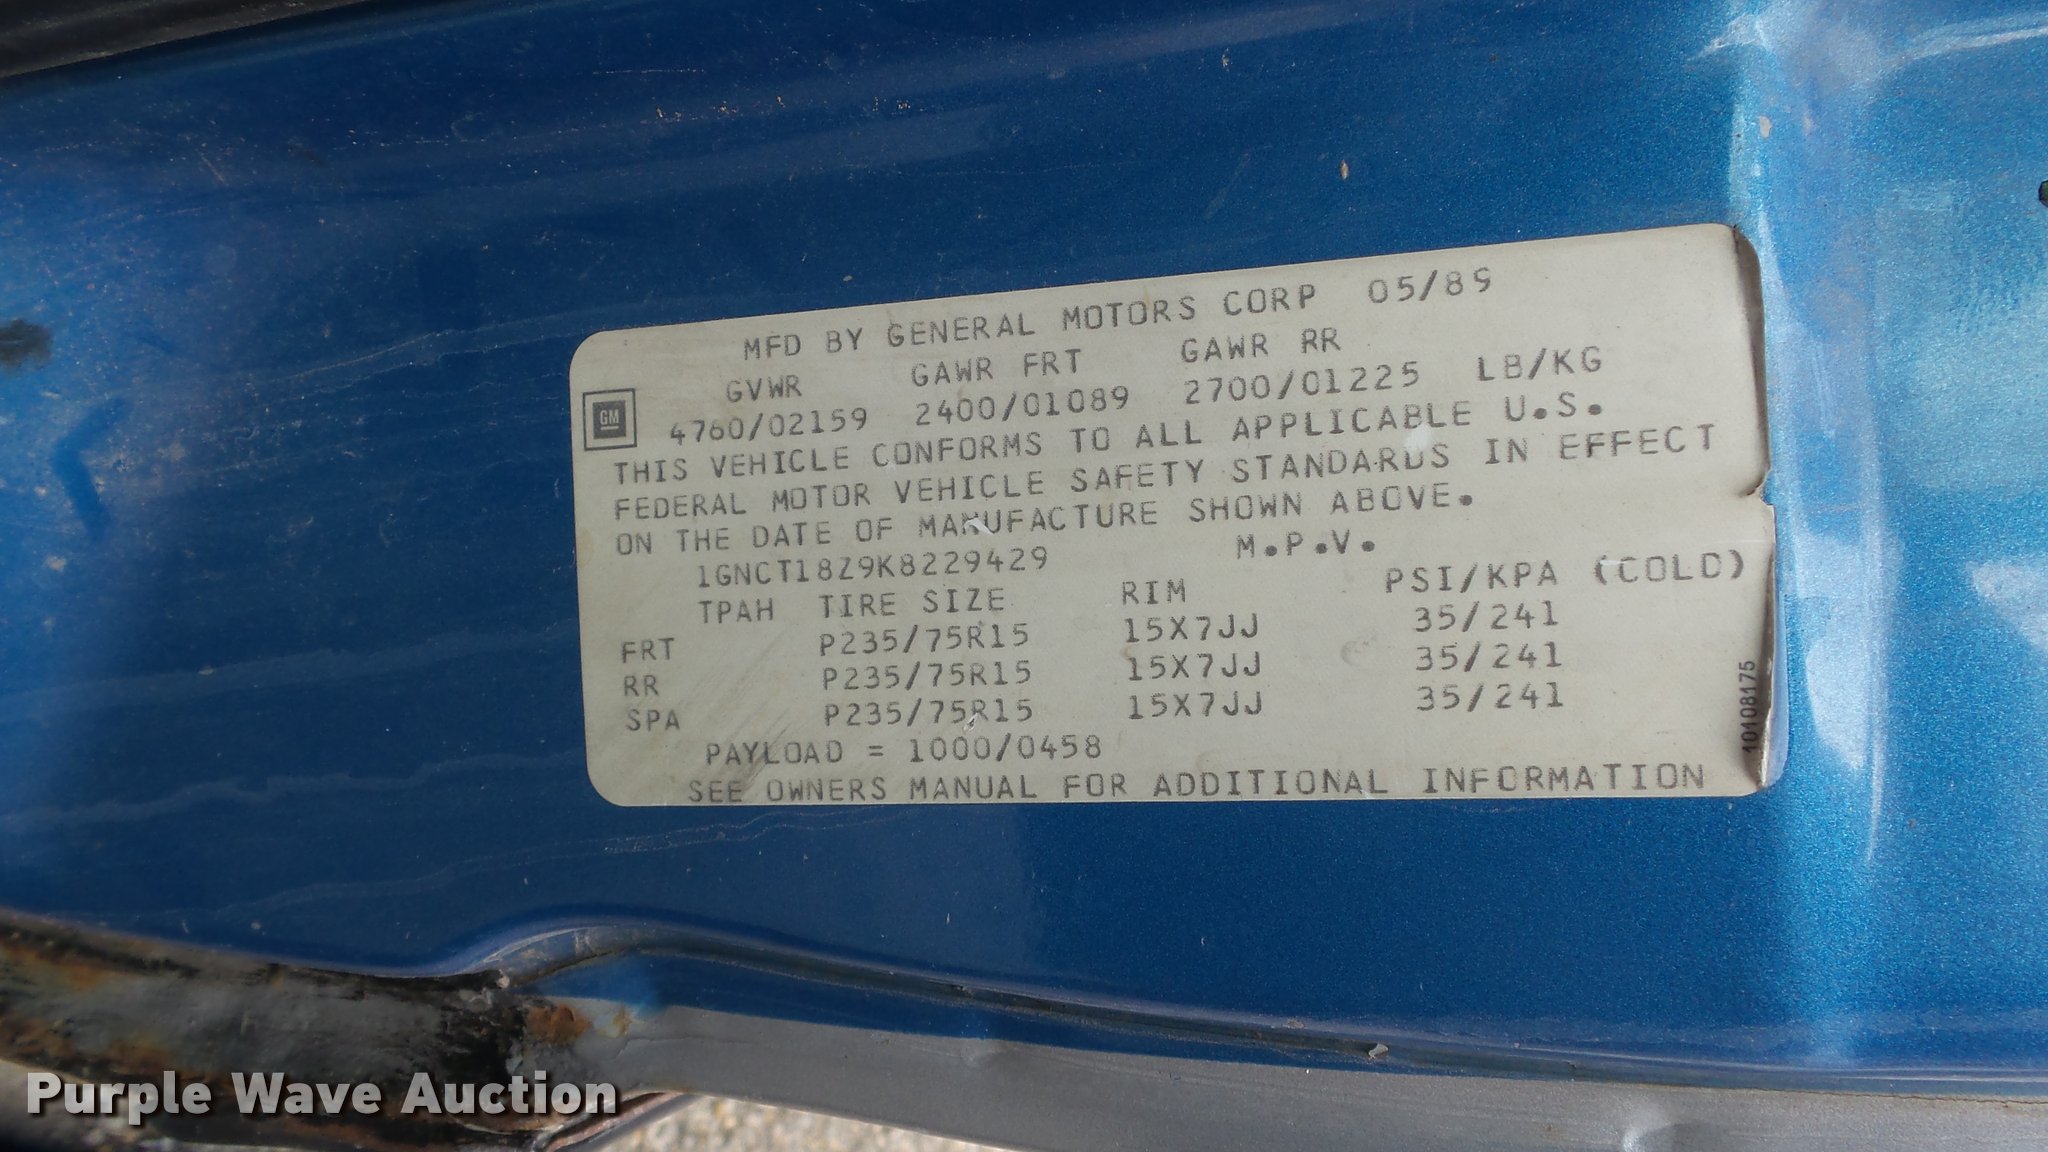 MFD BY GENERAL MOTORS CORP 05/89
GVWR GAWR FRT GAWR RR
GM
4760/02159 2400/01089 2700/01225 LB/KG
THIS VEHICLE CONFORMS TO ALL APPLICABLE U.S.
FEDERAL MOTOR VEHICLE SAFETY STANDARDS IN EFFECT
ON THE DATE OF MANUFACTURE SHOWN ABOVE.
1GNCT18Z9K8229429 M.P.V.
TPAH TIRE SIZE RIM PSI/KPA (COLD)
FRT P235/75R15 15X7JJ 35/241
RR P235/75R15 15X7JJ 35/241
SPA P235/75R15 15X7JJ 35/241
PAYLOAD = 1000/0458
SEE OWNERS MANUAL FOR ADDITIONAL INFORMATION
10108175
Purple Wave Auction